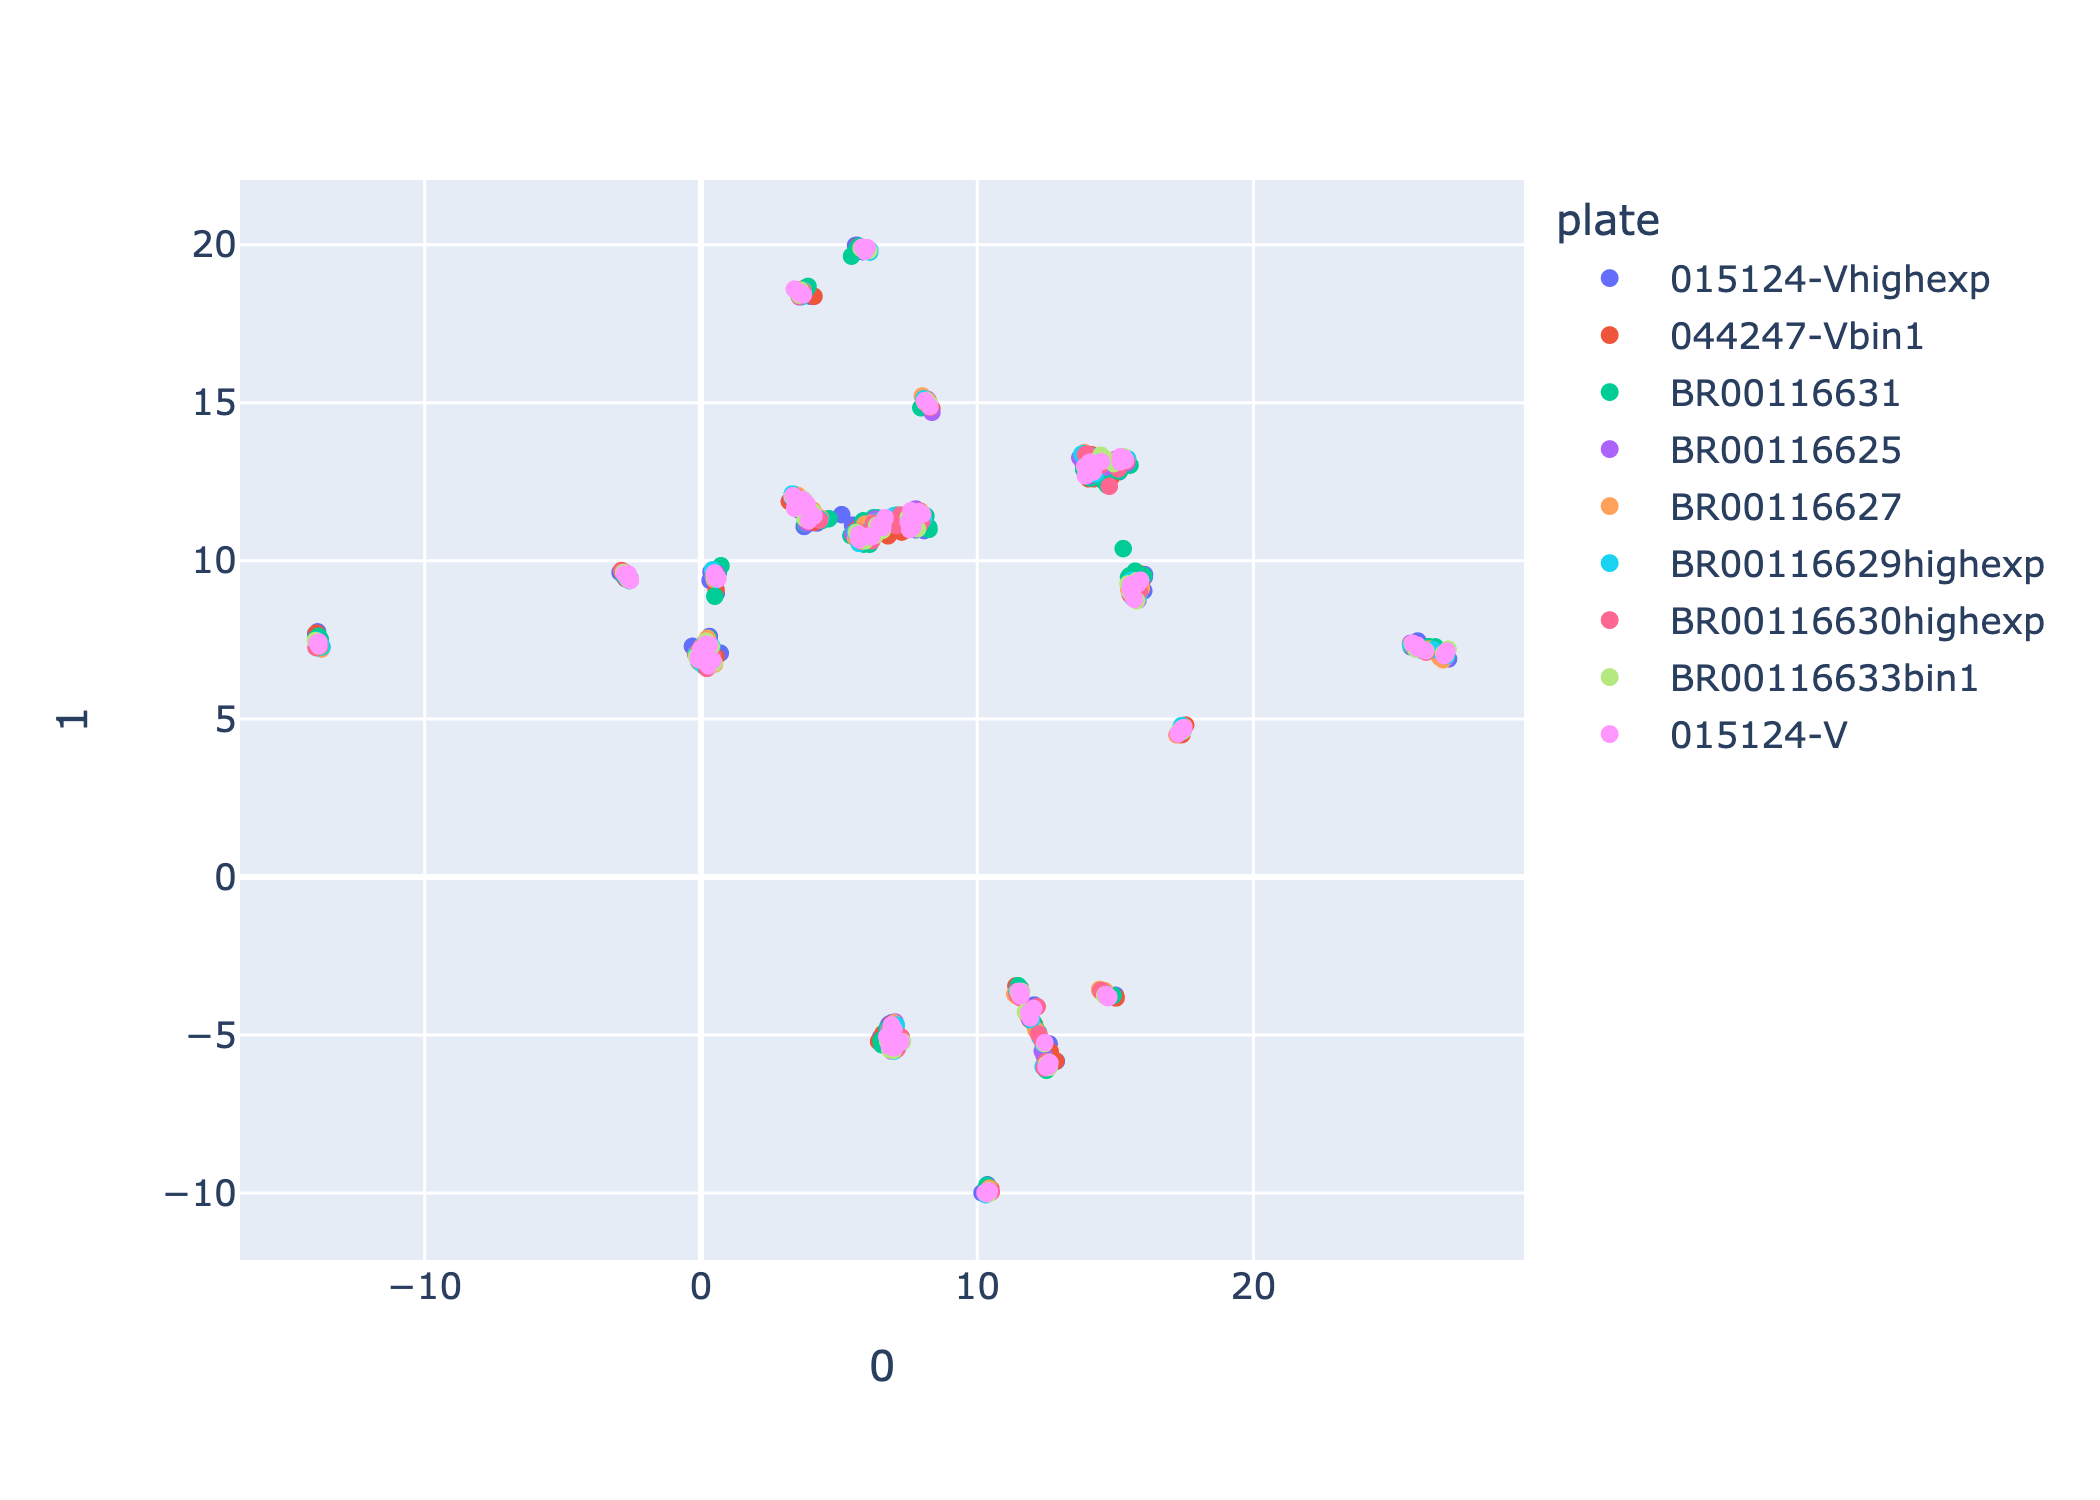 plate
015124-Vhighexp
044247-Vbin1
BR00116631
BR00116625
BR00116627
BR00116629highexp
BR00116630highexp
BR00116633bin1
015124-V
20
15
10
5
0
−5
−10
1
−10
0
10
20
0